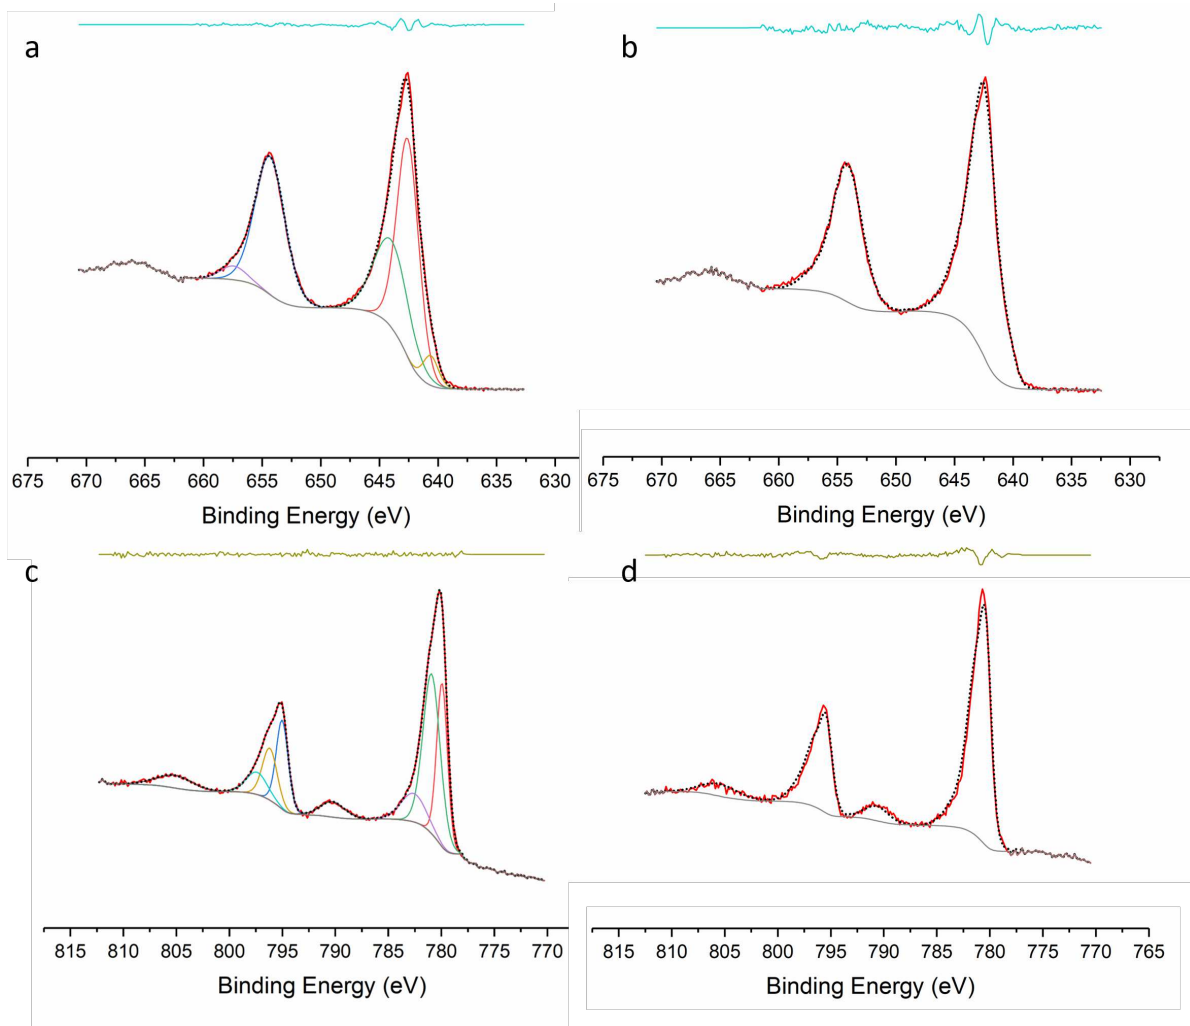 a
b
675 670 665 660 655 650 645 640 635 630
675 670 665 660 655 650 645 640 635 630
Binding Energy (eV)
Binding Energy (eV)
c
d
815 810 805 800 795 790 785 780 775 770
815 810 805 800 795 790 785 780 775 770 765
Binding Energy (eV)
Binding Energy (eV)